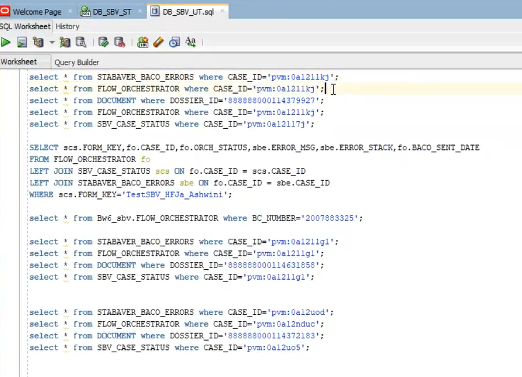 Welcome Page
DB_SBV_ST
DB_SBV_UT.sql
SQL Worksheet History
Aa
Worksheet Query Builder
select * from STABAVER_BACO_ERRORS where CASE_ID='pvm:0a1211kj';
select * from FLOW_ORCHESTRATOR where CASE_ID='pvm:0a1211kj';
select * from DOCUMENT where DOSSIER_ID='888888000114379927';
select * from FLOW_ORCHESTRATOR where CASE_ID='pvm:0a1211kj';
select * from SBV_CASE_STATUS where CASE_ID='pvm:0a12117j';
SELECT scs.FORM_KEY,fo.CASE_ID,fo.ORCH_STATUS,sbe.ERROR_MSG,sbe.ERROR_STACK,fo.BACO_SENT_DATE
FROM FLOW_ORCHESTRATOR fo
LEFT JOIN SBV_CASE_STATUS scs ON fo.CASE_ID = scs.CASE_ID
LEFT JOIN STABAVER_BACO_ERRORS sbe ON fo.CASE_ID = sbe.CASE_ID
WHERE scs.FORM_KEY='TestSBV_HFJa_Ashwini';
select * from Bw6_sbv.FLOW_ORCHESTRATOR where BC_NUMBER='2007883325';
select * from STABAVER_BACO_ERRORS where CASE_ID='pvm:0a121lgl';
select * from FLOW_ORCHESTRATOR where CASE_ID='pvm:0a121lgl';
select * from DOCUMENT where DOSSIER_ID='888888000114631858';
select * from SBV_CASE_STATUS where CASE_ID='pvm:0a121lgl';
select * from STABAVER_BACO_ERRORS where CASE_ID='pvm:0a12uod';
select * from FLOW_ORCHESTRATOR where CASE_ID='pvm:0a12nduc';
select * from DOCUMENT where DOSSIER_ID='888888000114372183';
select * from SBV_CASE_STATUS where CASE_ID='pvm:0a12uo5';